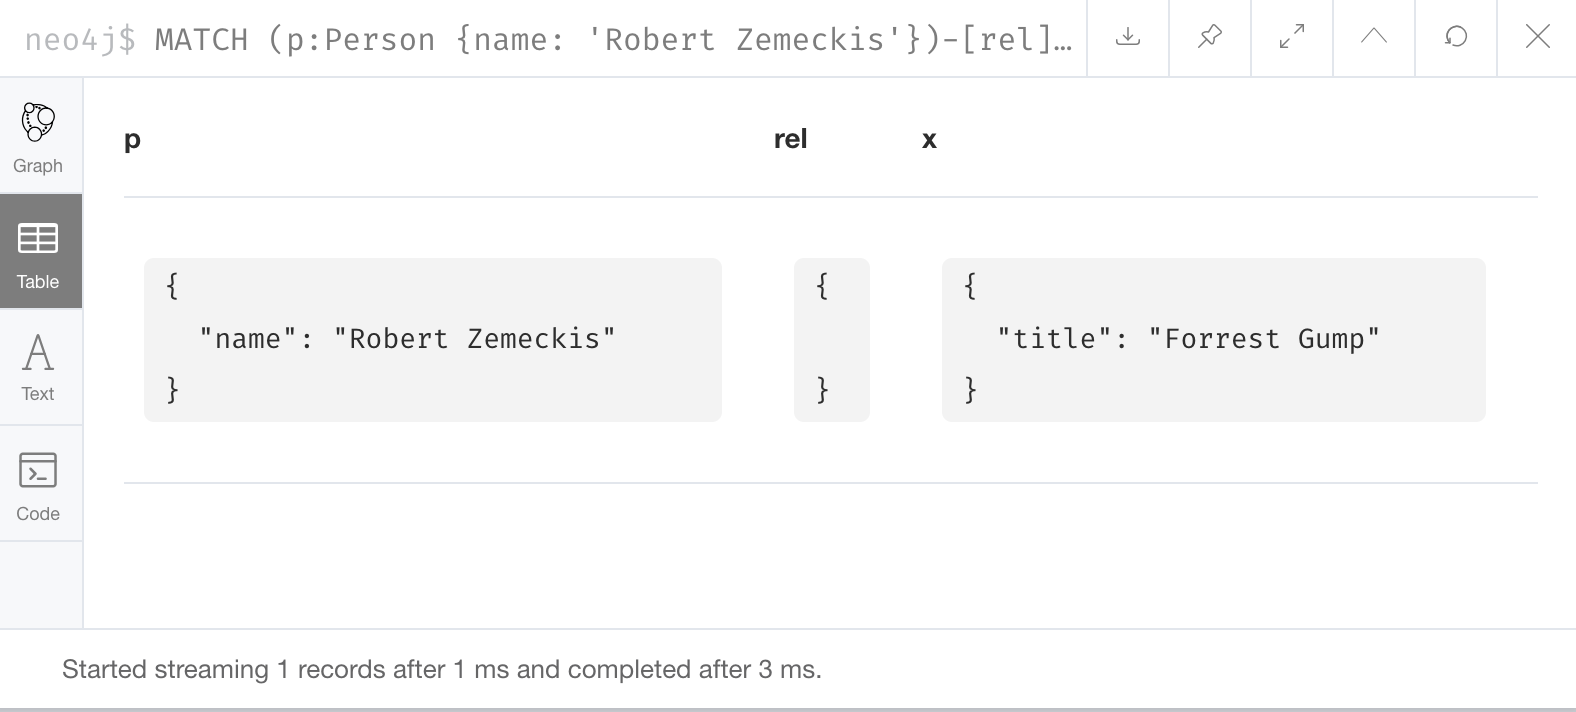 neo4j$ MATCH (p:Person {name: 'Robert Zemeckis'})-[rel]…
Graph
Table
Text
Code
p rel x
{ { {
"name": "Robert Zemeckis" "title": "Forrest Gump"
} } }
Started streaming 1 records after 1 ms and completed after 3 ms.